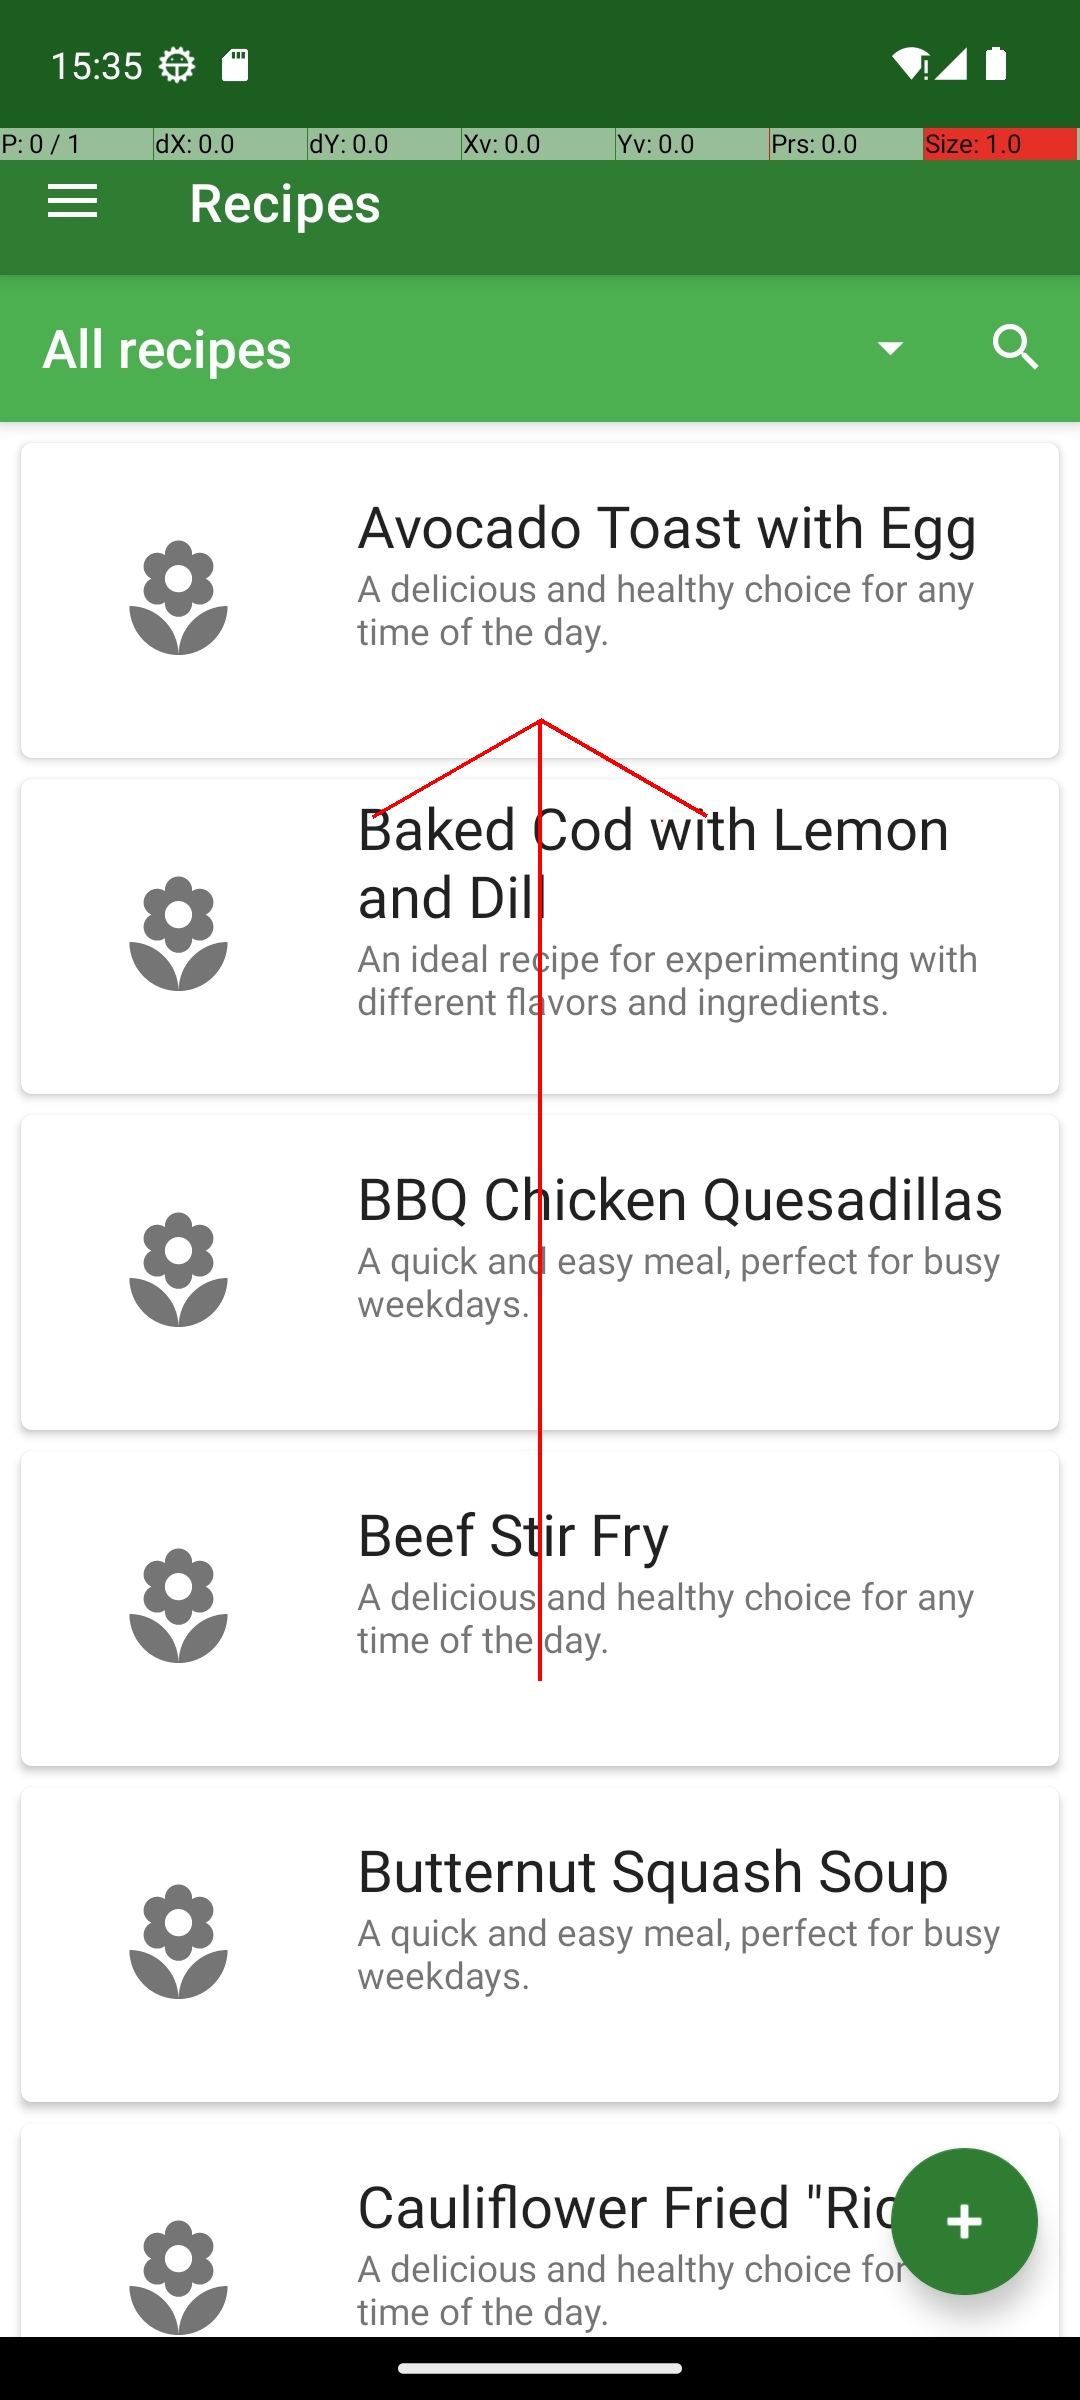 15:35
P: 0 / 1 dX: 0.0 dY: 0.0 Xv: 0.0 Yv: 0.0 Prs: 0.0 Size: 1.0
Recipes
All recipes
Avocado Toast with Egg
A delicious and healthy choice for any
time of the day.
Baked Cod with Lemon
and Dill
An ideal recipe for experimenting with
different flavors and ingredients.
BBQ Chicken Quesadillas
A quick and easy meal, perfect for busy
weekdays.
Beef Stir Fry
A delicious and healthy choice for any
time of the day.
Butternut Squash Soup
A quick and easy meal, perfect for busy
weekdays.
Cauliflower Fried "Ric
A delicious and healthy choice for
time of the day.